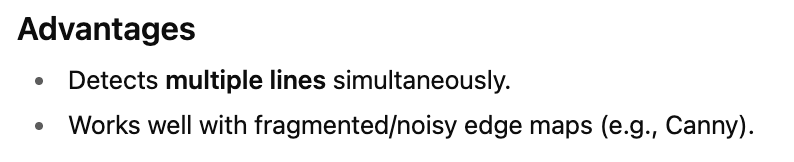 Advantages
• Detects multiple lines simultaneously.
• Works well with fragmented/noisy edge maps (e.g., Canny).